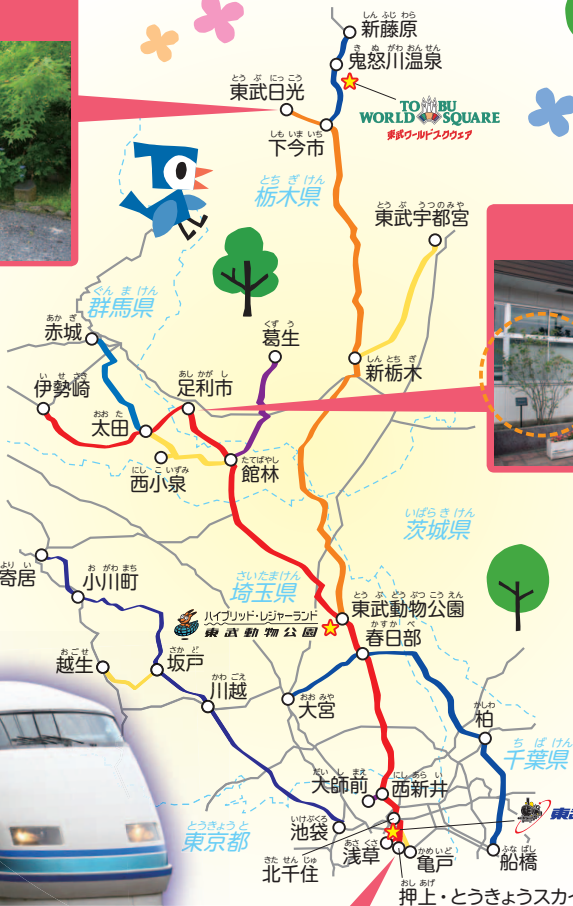 しんふじわら
新藤原
きぬがわおんせん
鬼怒川温泉
とうぶにっこう
東武日光
TOBU
WORLD SQUARE
東武ワールドスクウェア
しもいまいち
下今市
とちぎけん
栃木県
とうぶうつのみや
東武宇都宮
ぐんまけん
群馬県
あかぎ
赤城
くずう
葛生
しんとちぎ
新栃木
いせさき
伊勢崎
あしかがし
足利市
おおた
太田
たてばやし
館林
にしこいずみ
西小泉
いばらきけん
茨城県
よりい
寄居
おがわまち
小川町
さいたまけん
埼玉県
とうぶどうぶつこうえん
東武動物公園
ハイブリッド・レジャーランド
東武動物公園
かすかべ
春日部
おごせ
越生
さかど
坂戸
かわごえ
川越
おおみや
大宮
かしわ
柏
ちばけん
千葉県
だいしまえ
大師前
にしあらい
西新井
とうきょうと
東京都
いけぶくろ
池袋
あさくさ
浅草
かめいど
亀戸
ふなばし
船橋
東武
きたせんじゅ
北千住
おしあげ
押上・とうきょうスカイ